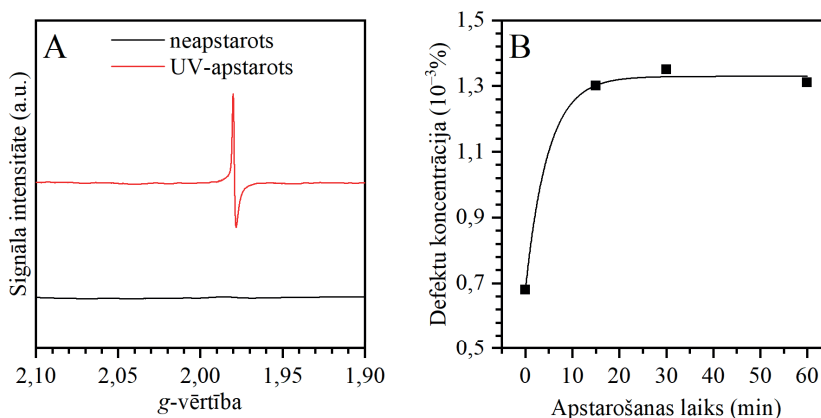 A
neapstarots
UV-apstarots
Signāla intensitāte (a.u.)
2,10 2,05 2,00 1,95 1,90
g-vērtība
B
Defektu koncentrācija (10⁻³%)
1,5
1,3
1,1
0,9
0,7
0,5
0 10 20 30 40 50 60
Apstarošanas laiks (min)